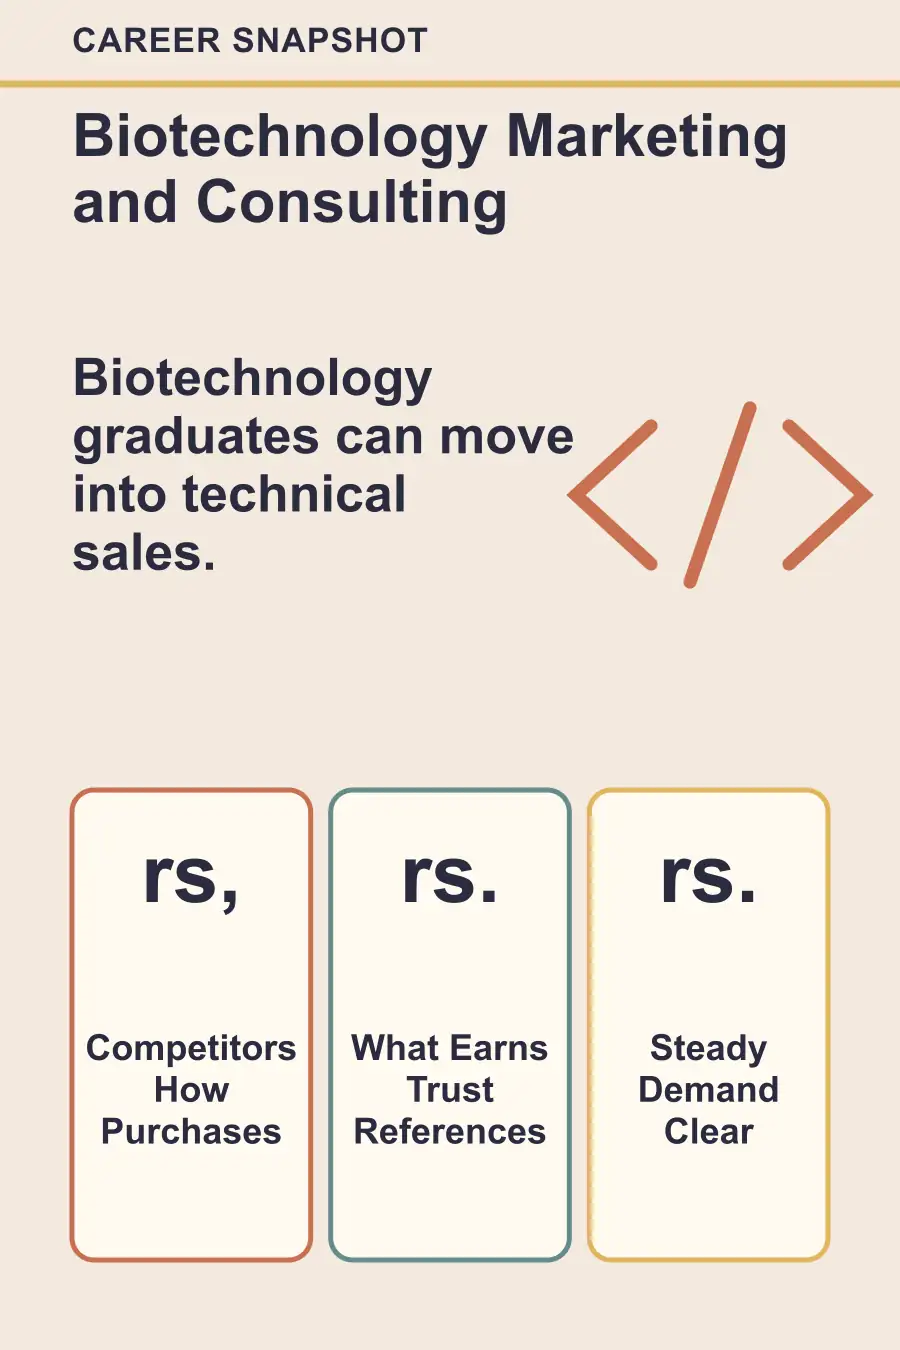 CAREER SNAPSHOT
Biotechnology Marketing
and Consulting
Biotechnology
graduates can move
into technical
sales.
</>
rs,
Competitors
How
Purchases
rs.
What Earns
Trust
References
rs.
Steady
Demand
Clear